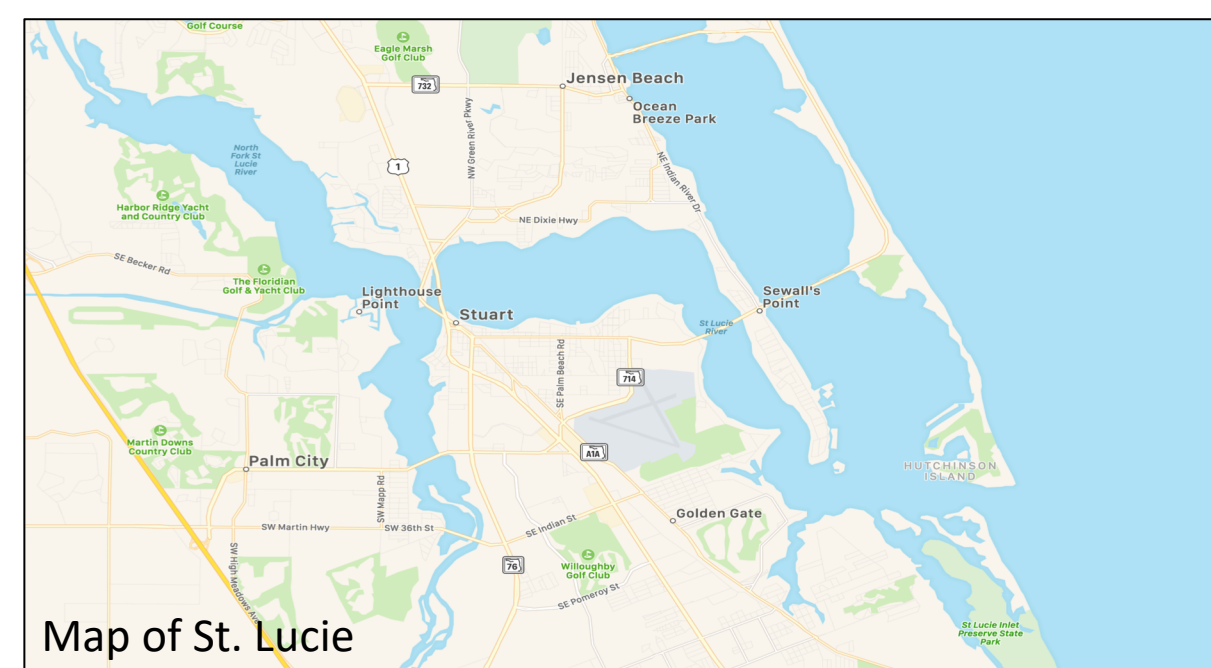 Golf Course
Eagle Marsh
Golf Club
732
Jensen Beach
Ocean
Breeze Park
NW Green River Pkwy
North
Fork St
Lucie
River
1
NE Indian River Dr
Harbor Ridge Yacht
and Country Club
NE Dixie Hwy
SE Becker Rd
The Floridian
Golf & Yacht Club
Lighthouse
Point
Stuart
Sewall's
Point
St Lucie
River
SE Palm Beach Rd
714
Martin Downs
Country Club
A1A
Palm City
HUTCHINSON
ISLAND
SW Mapp Rd
Golden Gate
SW Martin Hwy
SW 36th St
SE Indian St
76
Willoughby
Golf Club
SW High Meadows Ave
SE Pomeroy St
St Lucie Inlet
Preserve State
Park
Map of St. Lucie